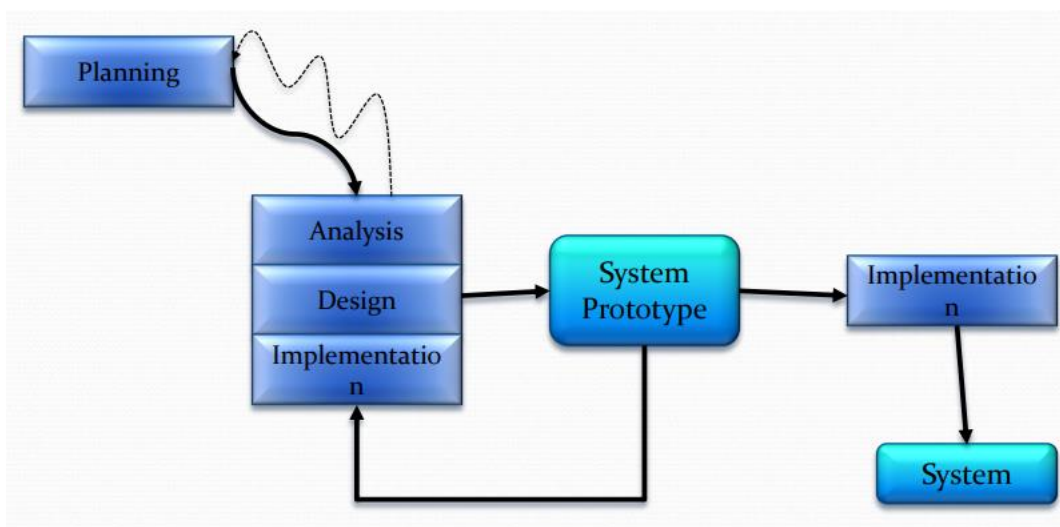 Planning
Analysis
Design
Implementatio
n
System
Prototype
Implementatio
n
System